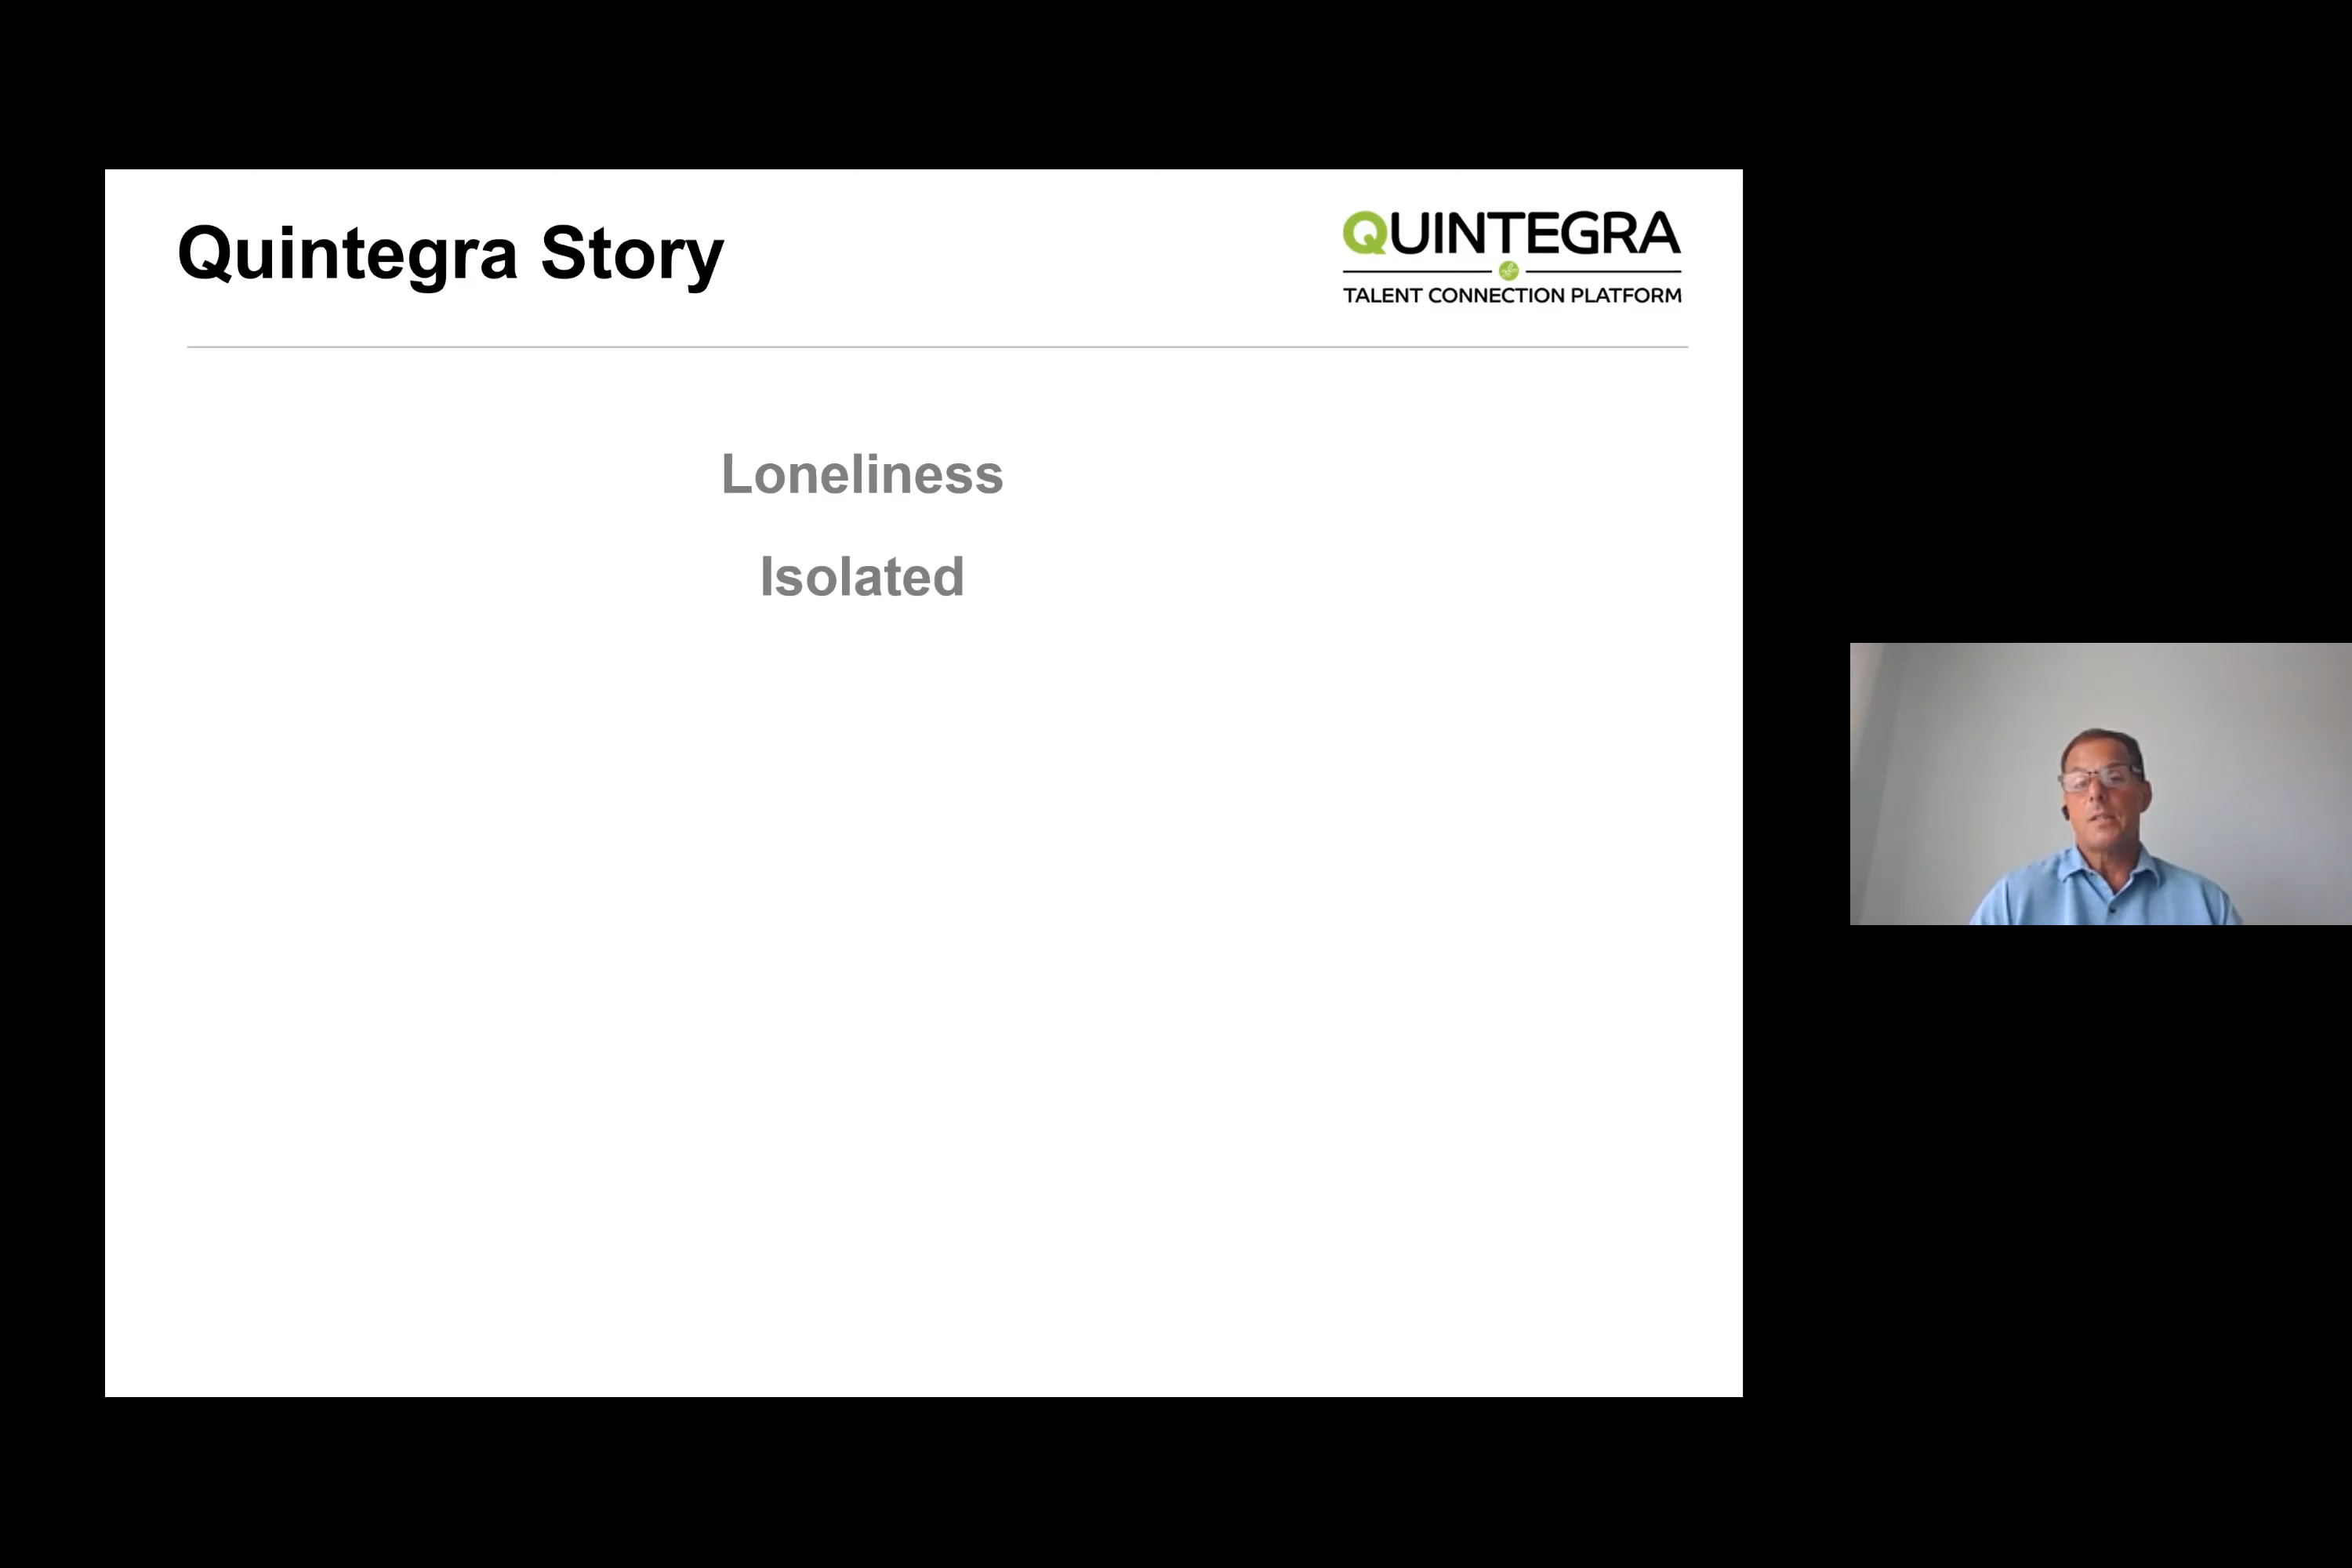 Quintegra Story
QUINTEGRA
TALENT CONNECTION PLATFORM
Loneliness
Isolated